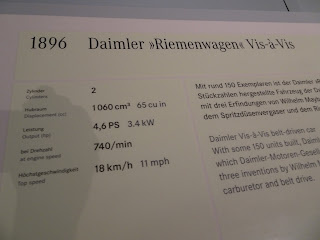 1896 Daimler »Riemenwagen« Vis-à-Vis
Zylinder 2
Cylinders
Hubraum 1060 cm³ 65 cu in
Displacement (cc)
Leistung 4,6 PS 3.4 kW
Output (hp)
bei Drehzahl 740/min
at engine speed
Höchstgeschwindigkeit 18 km/h 11 mph
Top speed
Mit rund 150 Exemplaren ist der Daimler
Stückzahlen hergestellte Fahrzeug der
mit drei Erfindungen von Wilhelm
dem Spritzdüsenvergaser und dem
Daimler Vis-à-Vis belt-driven car
With some 150 units built, Daimler
which Daimler-Motoren-Gesell
three inventions by Wilhelm
carburetor and belt drive.